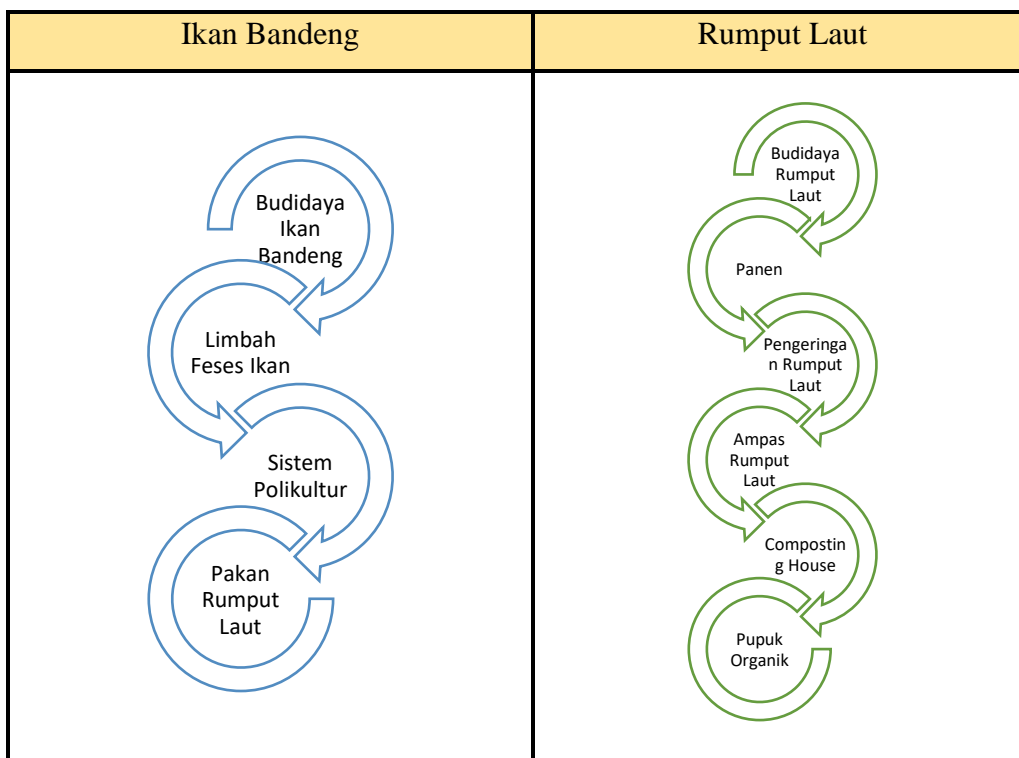 Ikan Bandeng
Rumput Laut
Budidaya
Ikan
Bandeng
Limbah
Feses Ikan
Sistem
Polikultur
Pakan
Rumput
Laut
Budidaya
Rumput
Laut
Panen
Pengeringa
n Rumput
Laut
Ampas
Rumput
Laut
Compostin
g House
Pupuk
Organik